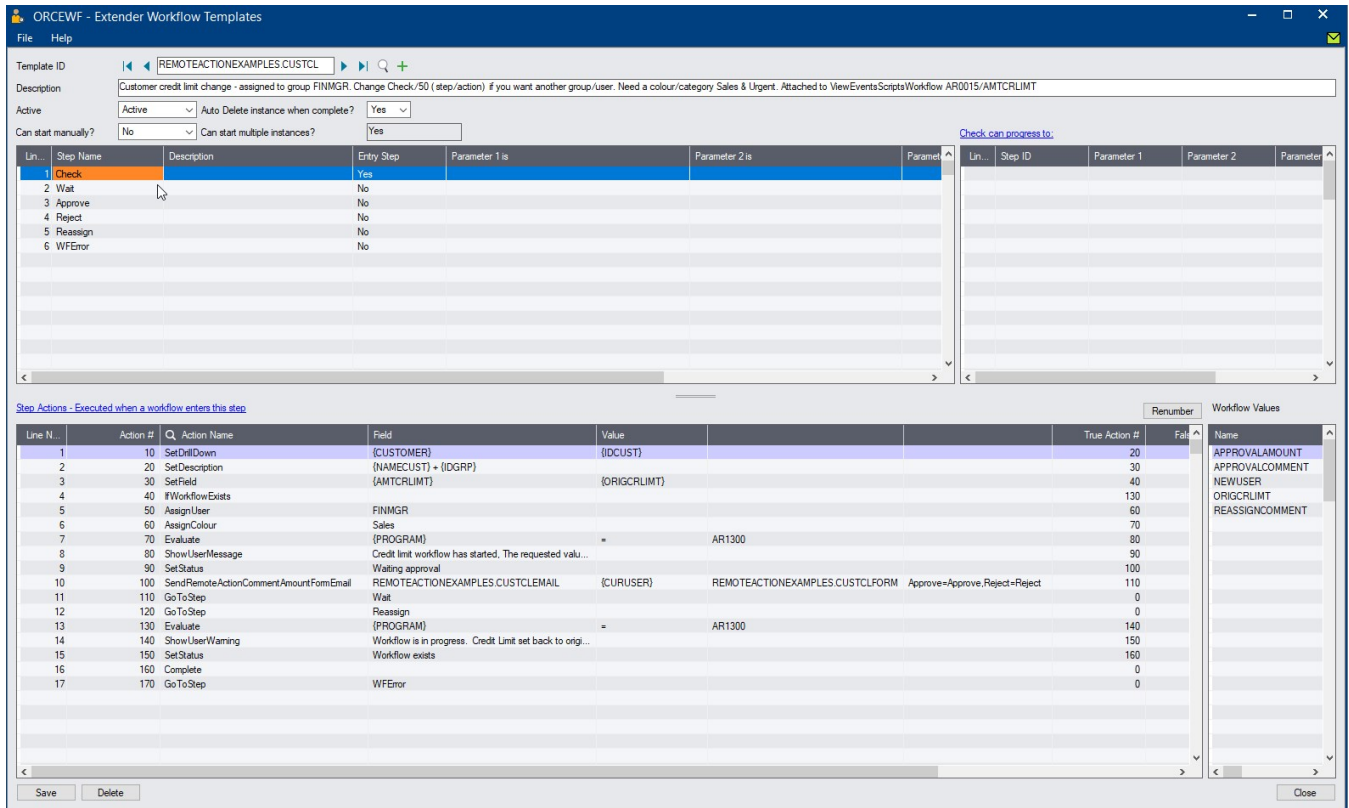 ORCEWF - Extender Workflow Templates
File Help
Template ID REMOTEACTIONEXAMPLES.CUSTCL
Description Customer credit limit change - assigned to group FINMGR. Change Check/50 ( step/action) if you want another group/user. Need a colour/category Sales & Urgent. Attached to ViewEventsScriptsWorkflow AR0015/AMTCRLIMT
Active Active Auto Delete instance when complete? Yes
Can start manually? No Can start multiple instances? Yes
Check can progress to:
Lin... Step Name Description Entry Step Parameter 1 is Parameter 2 is Paramet
Lin... Step ID Parameter 1 Parameter 2 Parameter
1 Check Yes
2 Wait No
3 Approve No
4 Reject No
5 Reassign No
6 WFError No
Step Actions - Executed when a workflow enters this step
Renumber
Workflow Values
Line N... Action # Action Name Field Value True Action # Fals
1 10 SetDrillDown {CUSTOMER} {IDCUST} 20
2 20 SetDescription {NAMECUST} + {IDGRP} 30
3 30 SetField {AMTCRLIMT} {ORIGCRLIMT} 40
4 40 IfWorkflowExists 130
5 50 AssignUser FINMGR 60
6 60 AssignColour Sales 70
7 70 Evaluate {PROGRAM} = AR1300 80
8 80 ShowUserMessage Credit limit workflow has started, The requested valu... 90
9 90 SetStatus Waiting approval 100
10 100 SendRemoteActionCommentAmountFormEmail REMOTEACTIONEXAMPLES.CUSTCLEMAIL {CURUSER} REMOTEACTIONEXAMPLES.CUSTCLFORM Approve=Approve,Reject=Reject 110
11 110 GoToStep Wait 0
12 120 GoToStep Reassign 0
13 130 Evaluate {PROGRAM} = AR1300 140
14 140 ShowUserWarning Workflow is in progress. Credit Limit set back to origi... 150
15 150 SetStatus Workflow exists 160
16 160 Complete 0
17 170 GoToStep WFError 0
Name
APPROVALAMOUNT
APPROVALCOMMENT
NEWUSER
ORIGCRLIMT
REASSIGNCOMMENT
Save Delete Close